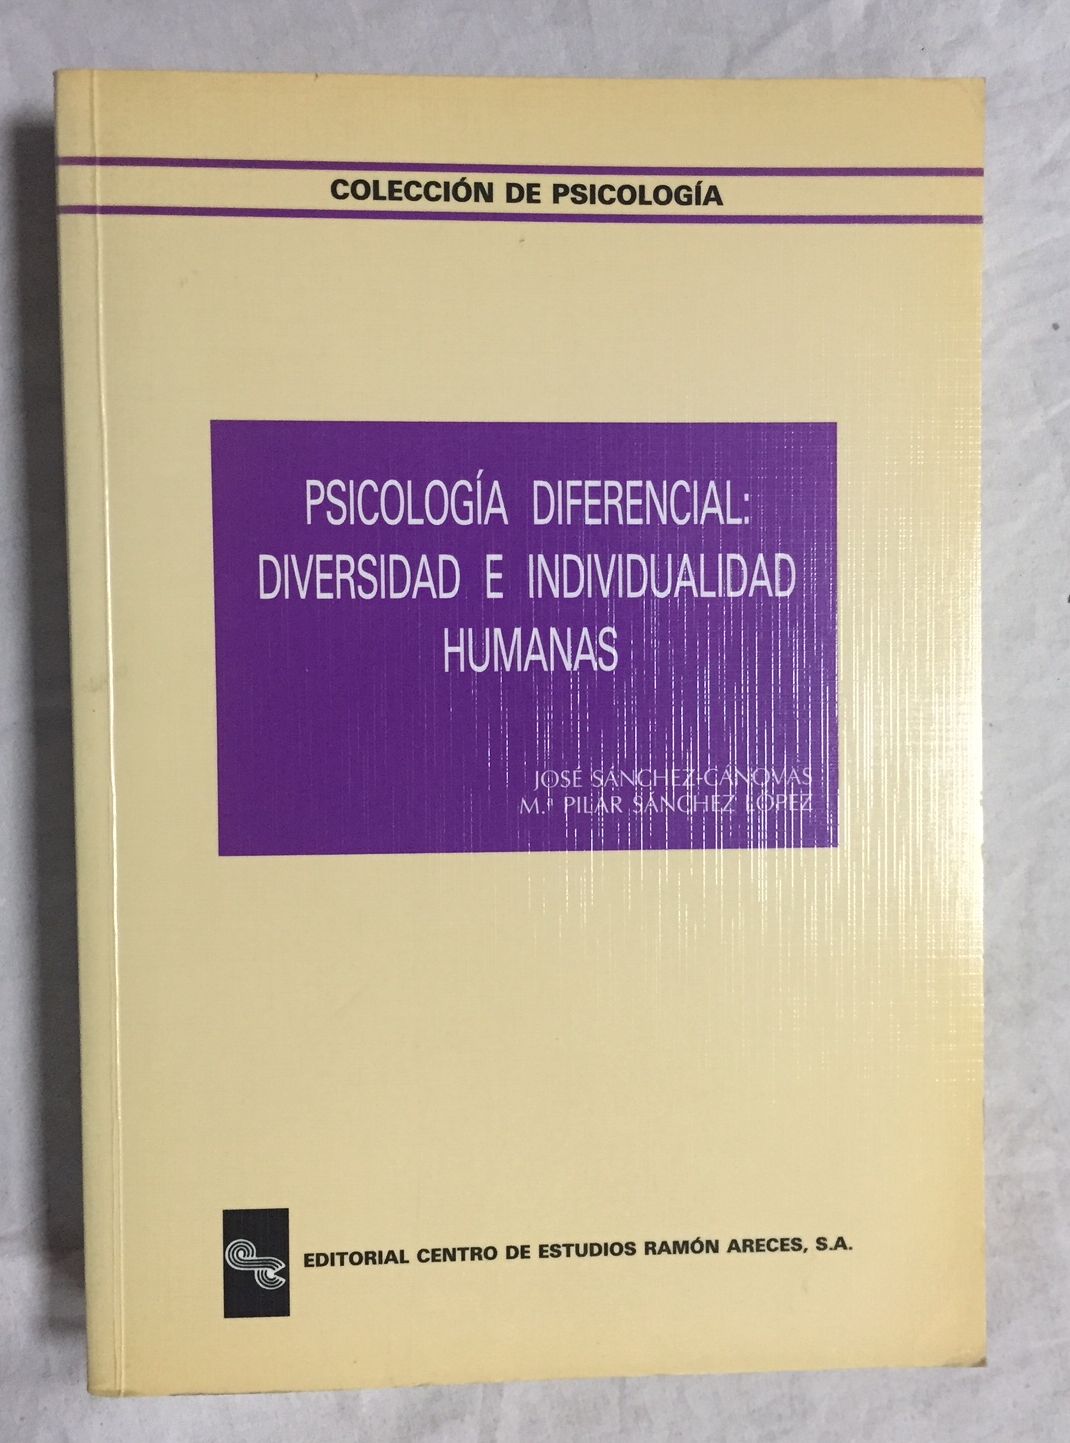 COLECCIÓN DE PSICOLOGÍA
PSICOLOGÍA DIFERENCIAL:
DIVERSIDAD E INDIVIDUALIDAD
HUMANAS
JOSÉ SÁNCHEZ-CÁNOVAS
M.ª PILAR SÁNCHEZ LÓPEZ
EDITORIAL CENTRO DE ESTUDIOS RAMÓN ARECES, S.A.